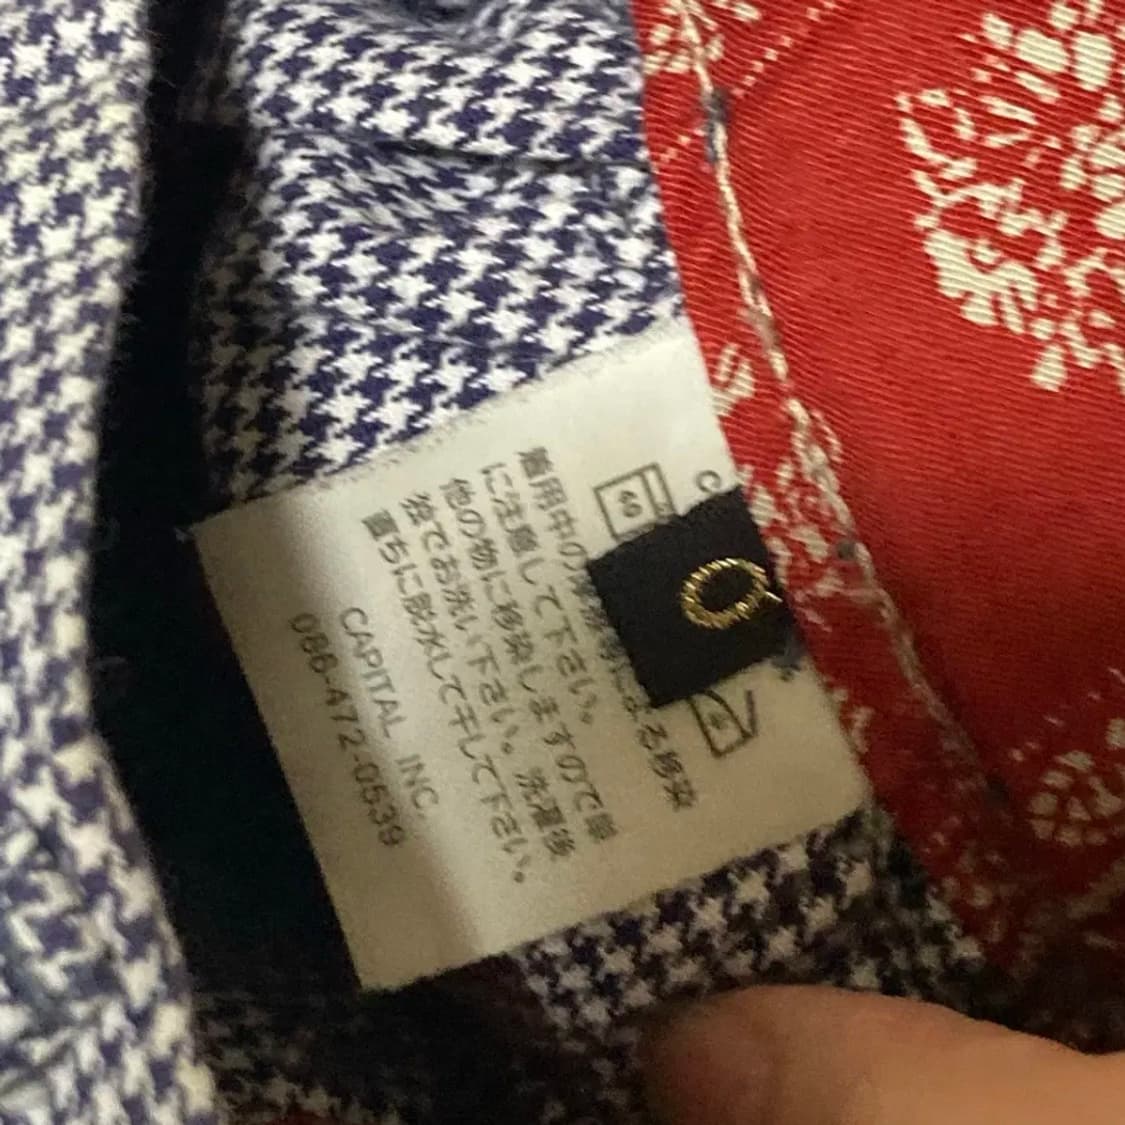 C
40
着用中の摩擦等による移染
に注意して下さい。
他の物に移染しますので単
独でお洗い下さい。洗濯後
直ちに脱水して干して下さい。
CAPITAL INC.
086-472-0539